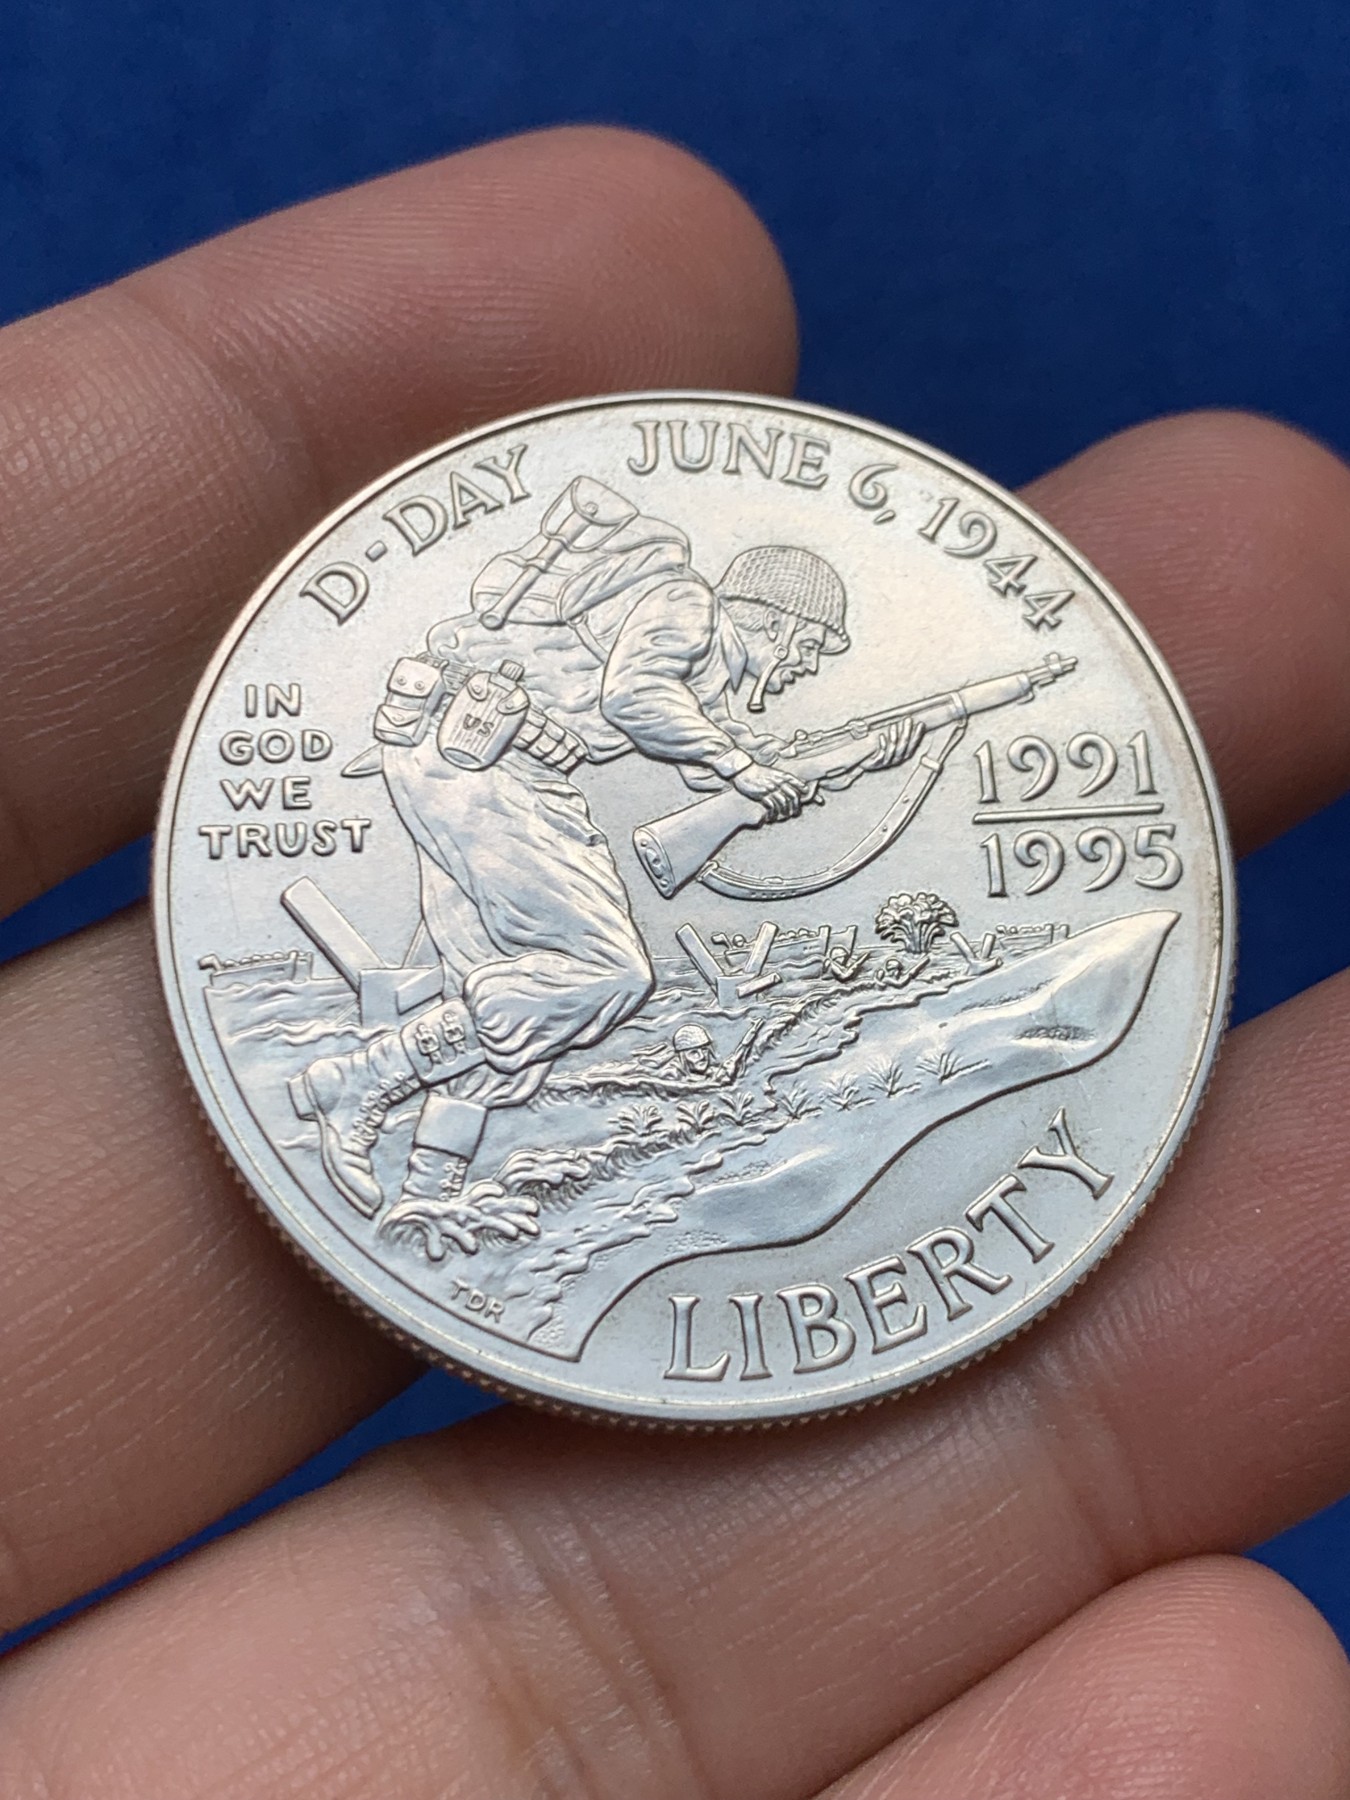 D-DAY JUNE 6, 1944
IN
GOD
WE
TRUST
US
1991
1995
TDR
LIBERTY